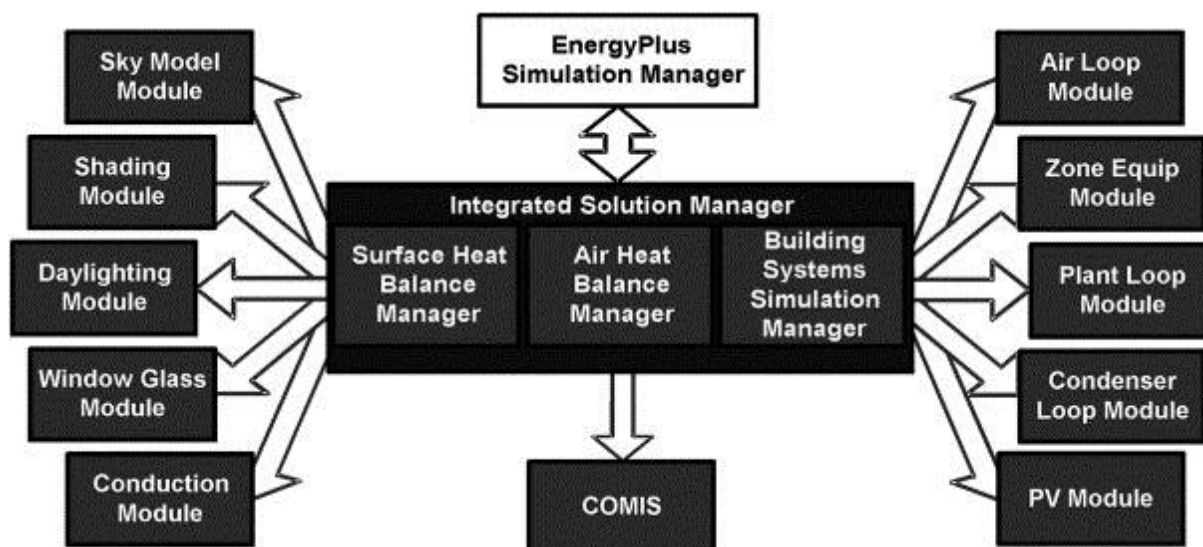 Sky Model
Module
Shading
Module
Daylighting
Module
Window Glass
Module
Conduction
Module
EnergyPlus
Simulation Manager
Integrated Solution Manager
Surface Heat
Balance
Manager
Air Heat
Balance
Manager
Building
Systems
Simulation
Manager
COMIS
Air Loop
Module
Zone Equip
Module
Plant Loop
Module
Condenser
Loop Module
PV Module